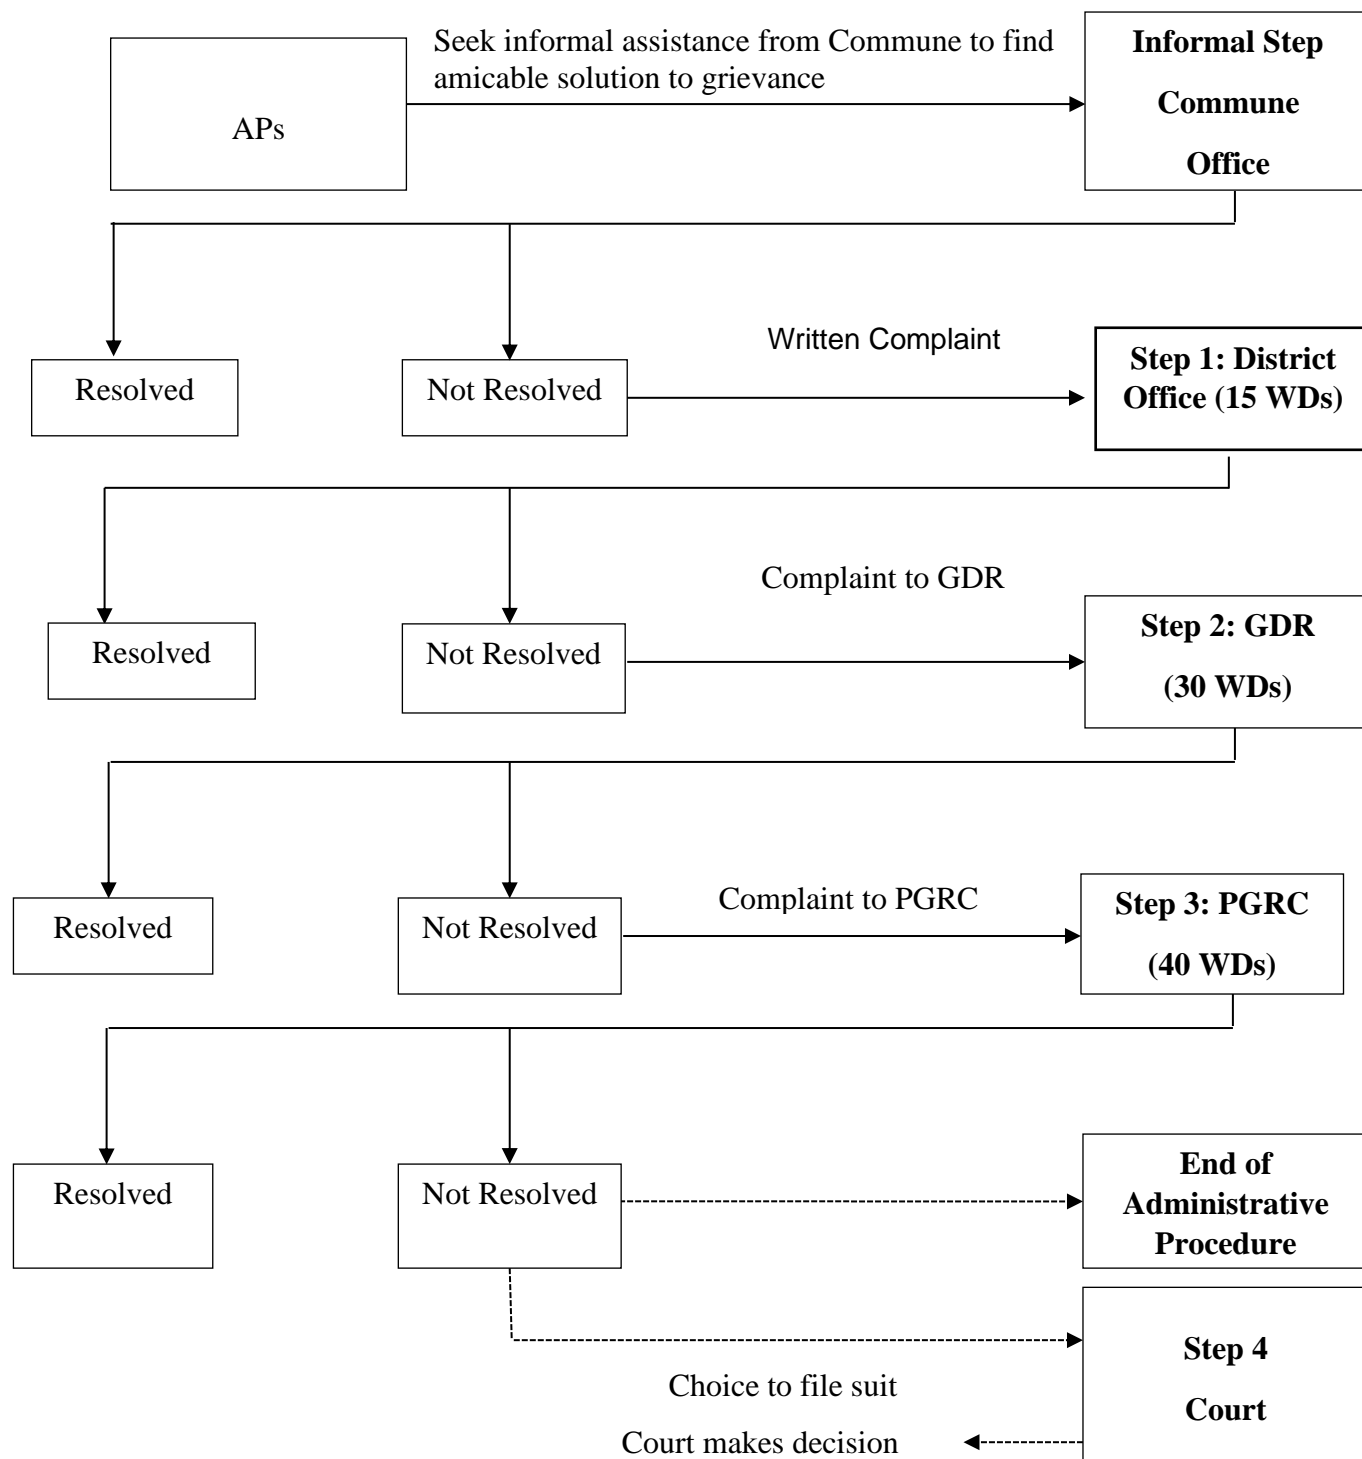 Seek informal assistance from Commune to find
amicable solution to grievance
APs
Informal Step
Commune
Office
Resolved
Not Resolved
Written Complaint
Step 1: District
Office (15 WDs)
Resolved
Not Resolved
Complaint to GDR
Step 2: GDR
(30 WDs)
Resolved
Not Resolved
Complaint to PGRC
Step 3: PGRC
(40 WDs)
Resolved
Not Resolved
End of
Administrative
Procedure
Choice to file suit
Court makes decision
Step 4
Court